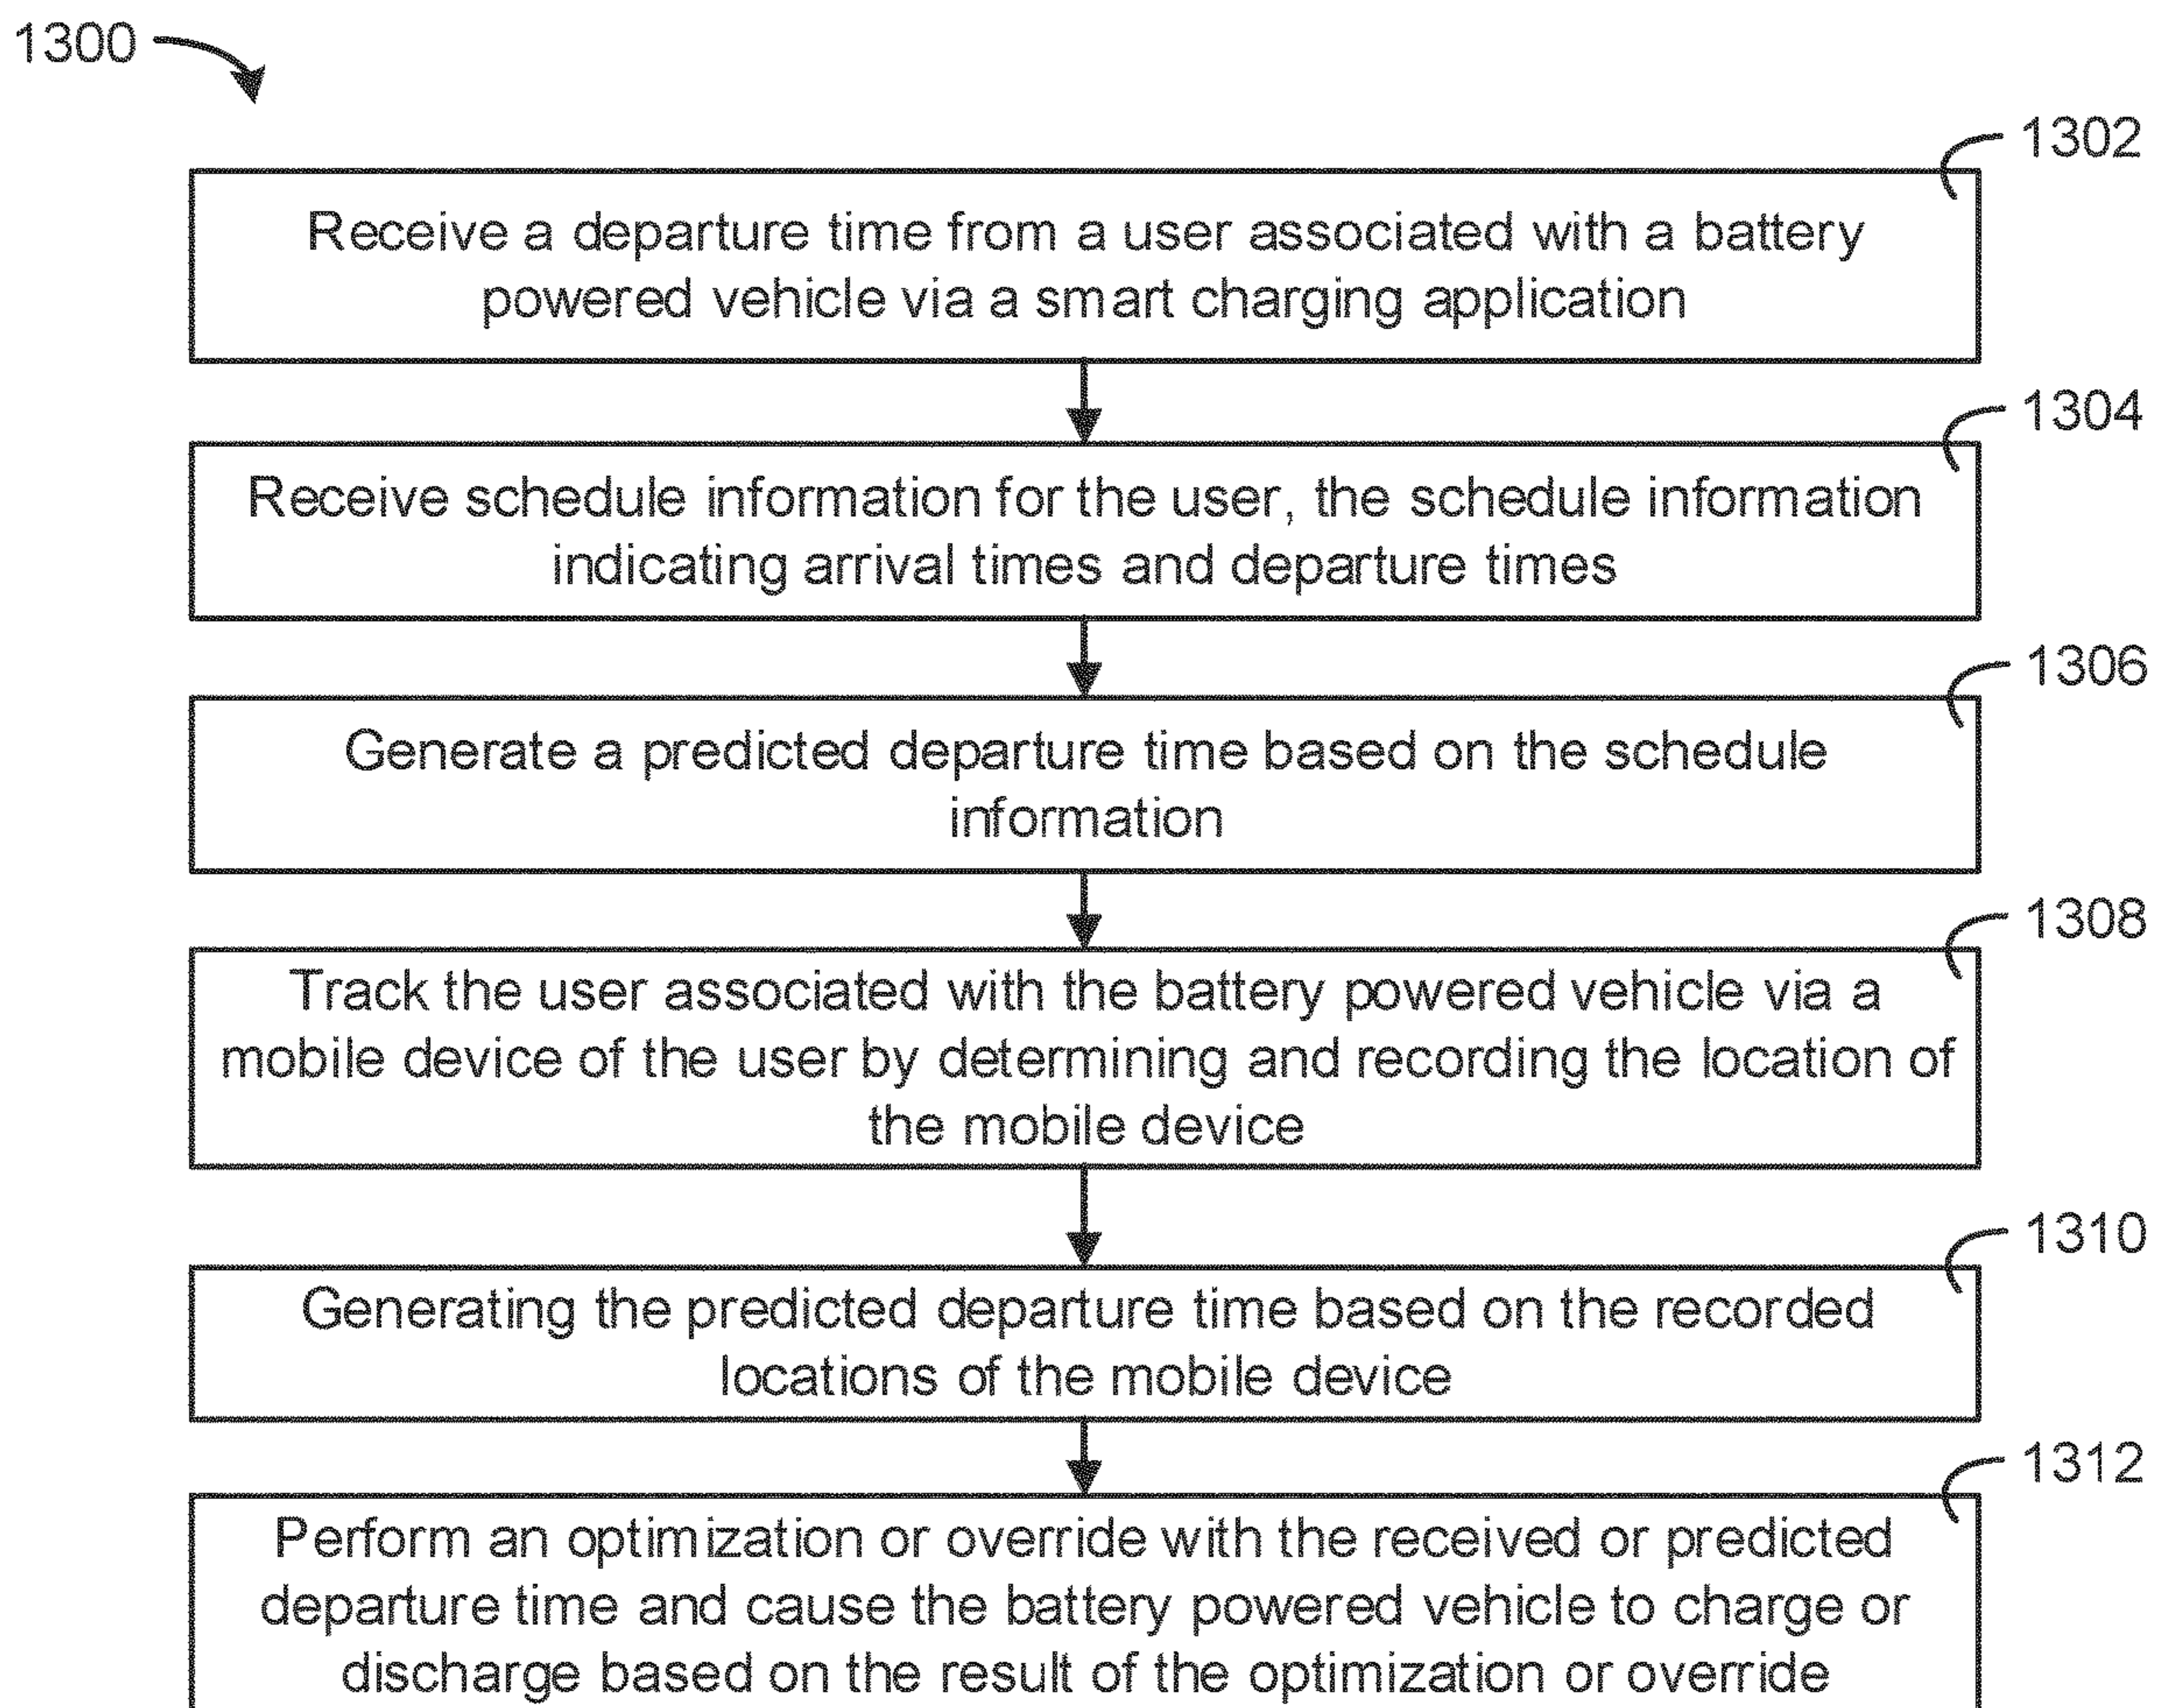 1300
1302
Receive a departure time from a user associated with a battery
powered vehicle via a smart charging application
1304
Receive schedule information for the user, the schedule information
indicating arrival times and departure times
1306
Generate a predicted departure time based on the schedule
information
1308
Track the user associated with the battery powered vehicle via a
mobile device of the user by determining and recording the location of
the mobile device
1310
Generating the predicted departure time based on the recorded
locations of the mobile device
1312
Perform an optimization or override with the received or predicted
departure time and cause the battery powered vehicle to charge or
discharge based on the result of the optimization or override